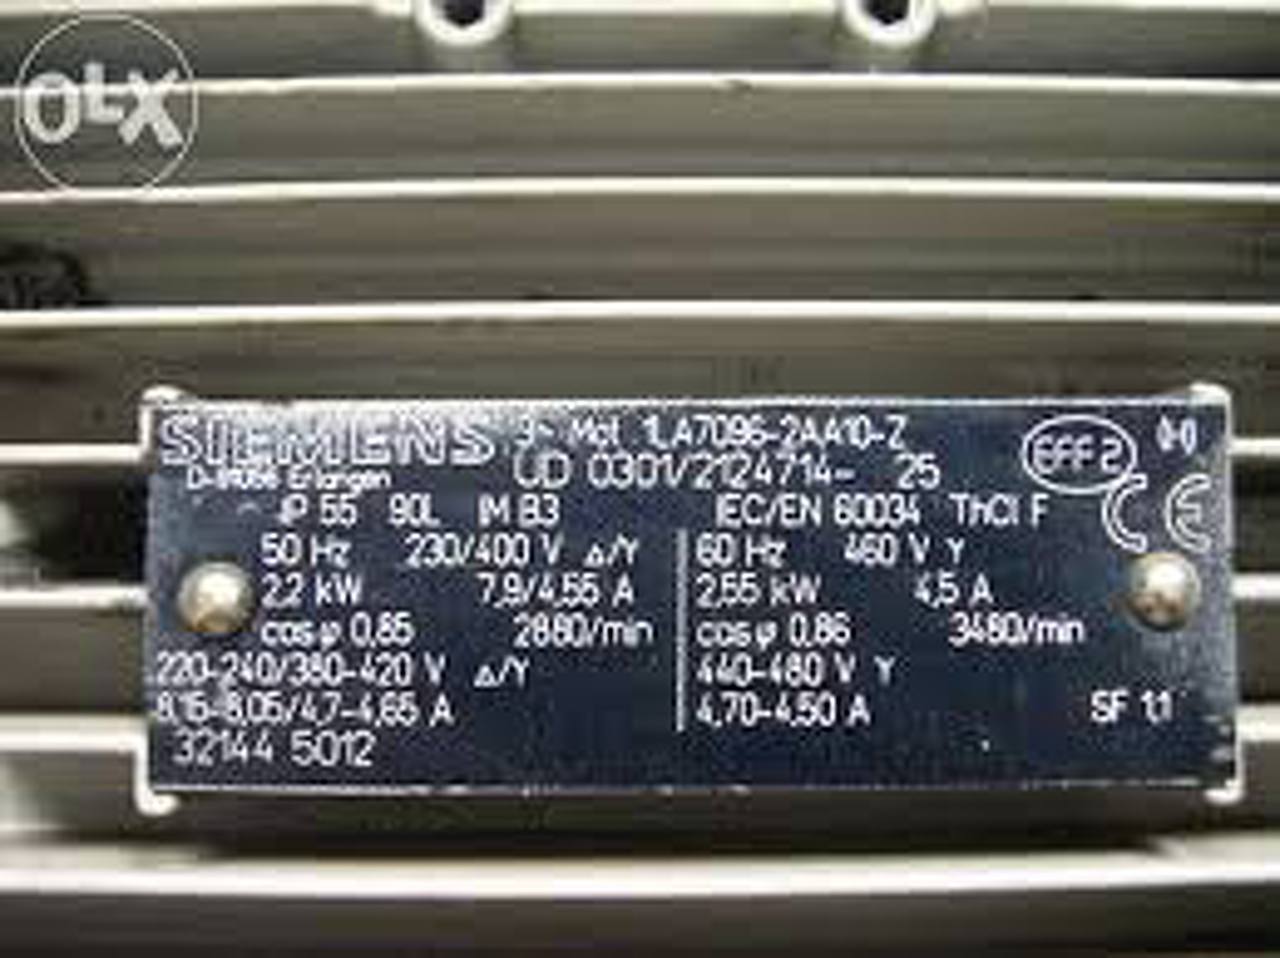 OLX
SIEMENS 3~ Mot. 1LA7096-2AA10-Z
D-91056 Erlangen UD 0301/2124714- 25
EFF 2
IP 55 90L IM B3 IEC/EN 60034 Th.Cl F CE
50 Hz 230/400 V Δ/Y 60 Hz 460 V Y
2,2 kW 7,9/4,55 A 2,55 kW 4,5 A
cosφ 0,85 2880/min cosφ 0,86 3480/min
220-240/380-420 V Δ/Y 440-480 V Y
8,15-8,05/4,7-4,65 A 4,70-4,50 A SF 1.1
32144 5012